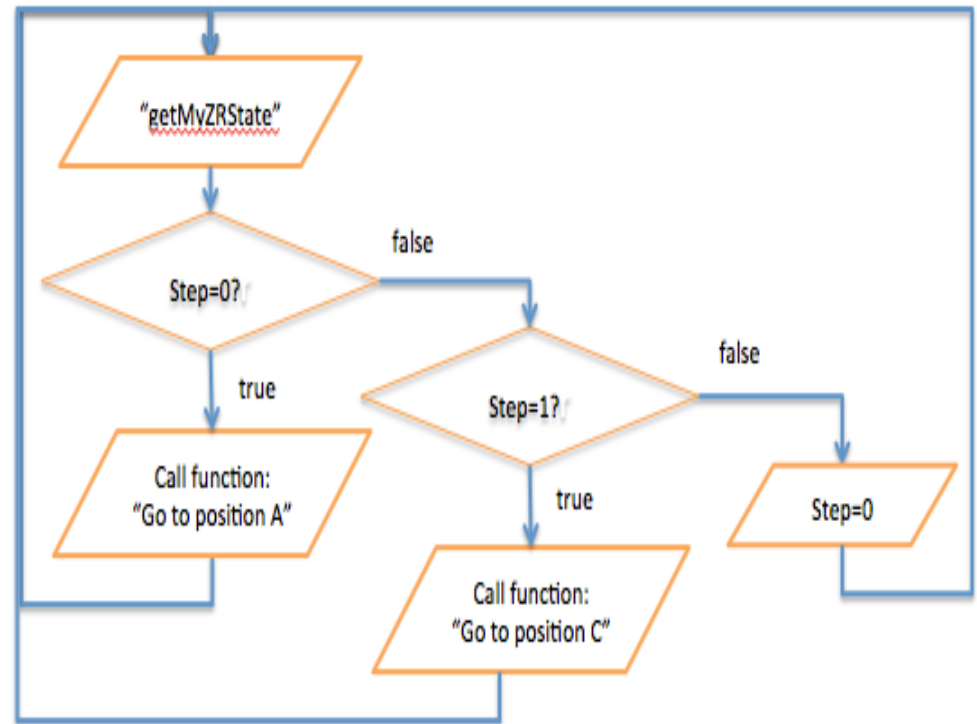 “getMyZRState”
Step=0?
false
true
Call function:
“Go to position A”
Step=1?
false
true
Call function:
“Go to position C”
Step=0